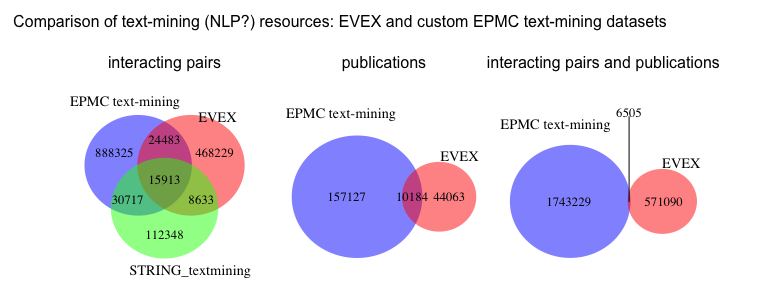 Comparison of text-mining (NLP?) resources: EVEX and custom EPMC text-mining datasets
interacting pairs
EPMC text-mining
EVEX
24483
888325
468229
15913
30717
8633
112348
STRING_textmining
publications
EPMC text-mining
EVEX
157127
10184
44063
interacting pairs and publications
6505
EPMC text-mining
EVEX
1743229
571090